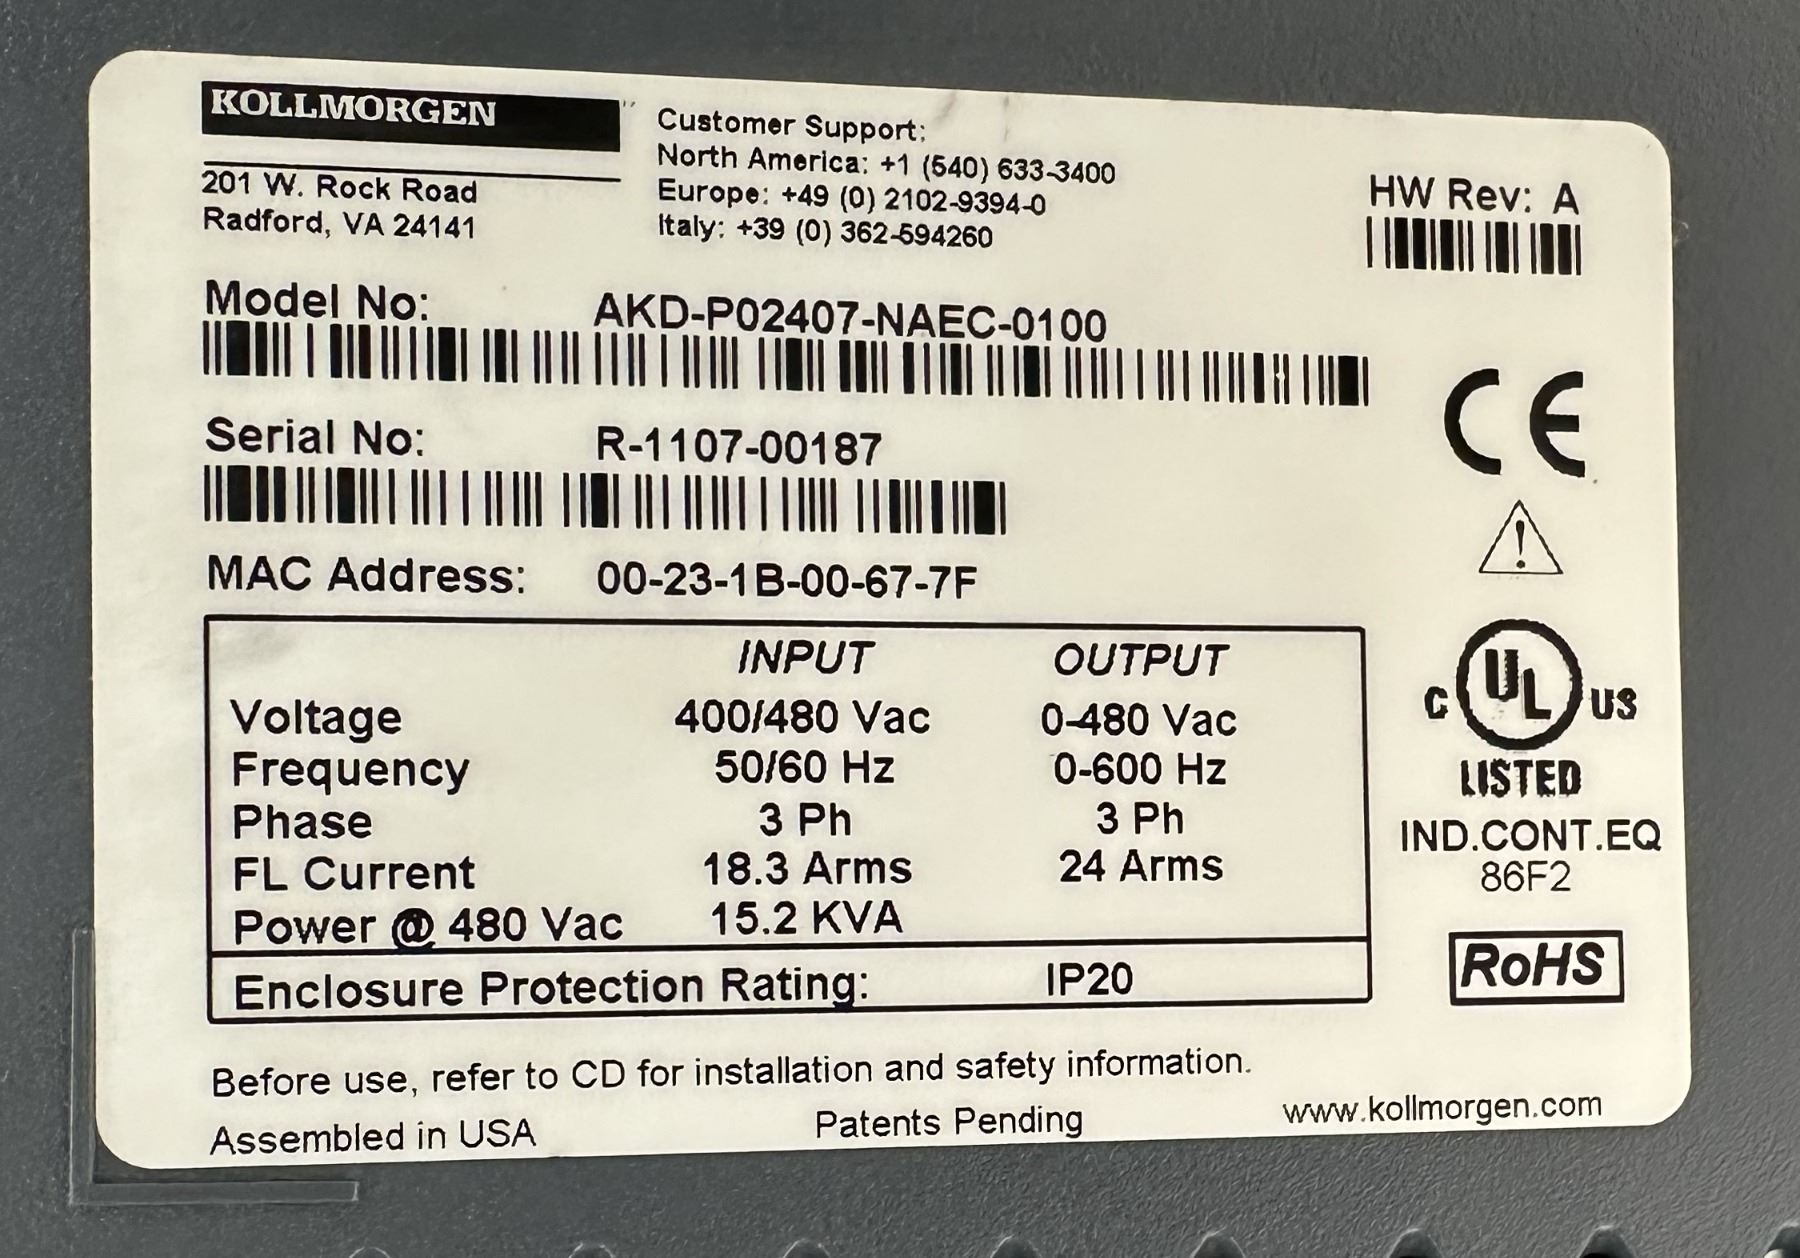 KOLLMORGEN
201 W. Rock Road
Radford, VA 24141
Customer Support:
North America: +1 (540) 633-3400
Europe: +49 (0) 2102-9394-0
Italy: +39 (0) 362-594260
HW Rev: A
Model No: AKD-P02407-NAEC-0100
Serial No: R-1107-00187
MAC Address: 00-23-1B-00-67-7F
INPUT OUTPUT
Voltage 400/480 Vac 0-480 Vac
Frequency 50/60 Hz 0-600 Hz
Phase 3 Ph 3 Ph
FL Current 18.3 Arms 24 Arms
Power @ 480 Vac 15.2 KVA
Enclosure Protection Rating: IP20
CE
!
C UL US
LISTED
IND.CONT.EQ
86F2
RoHS
Before use, refer to CD for installation and safety information.
Assembled in USA Patents Pending www.kollmorgen.com